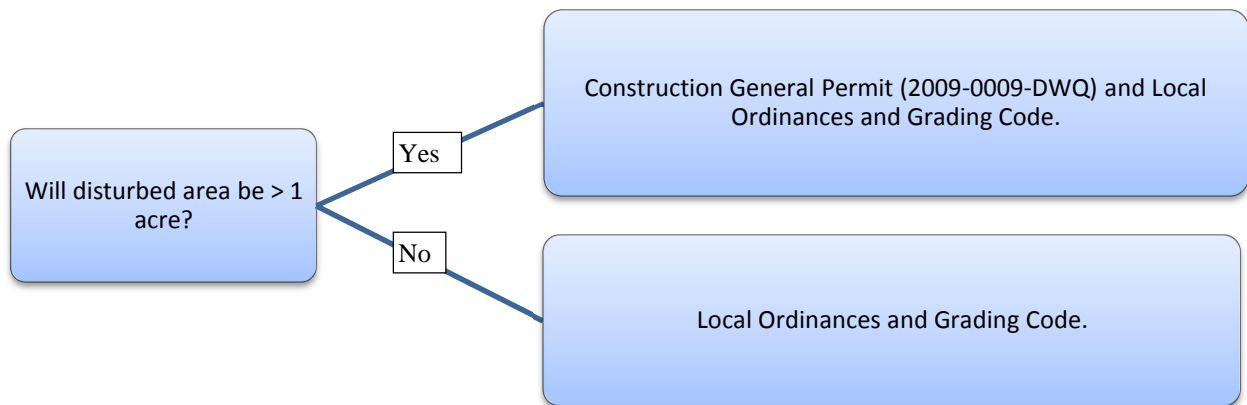 Construction General Permit (2009-0009-DWQ) and Local
Ordinances and Grading Code.
Yes
Will disturbed area be > 1
acre?
No
Local Ordinances and Grading Code.